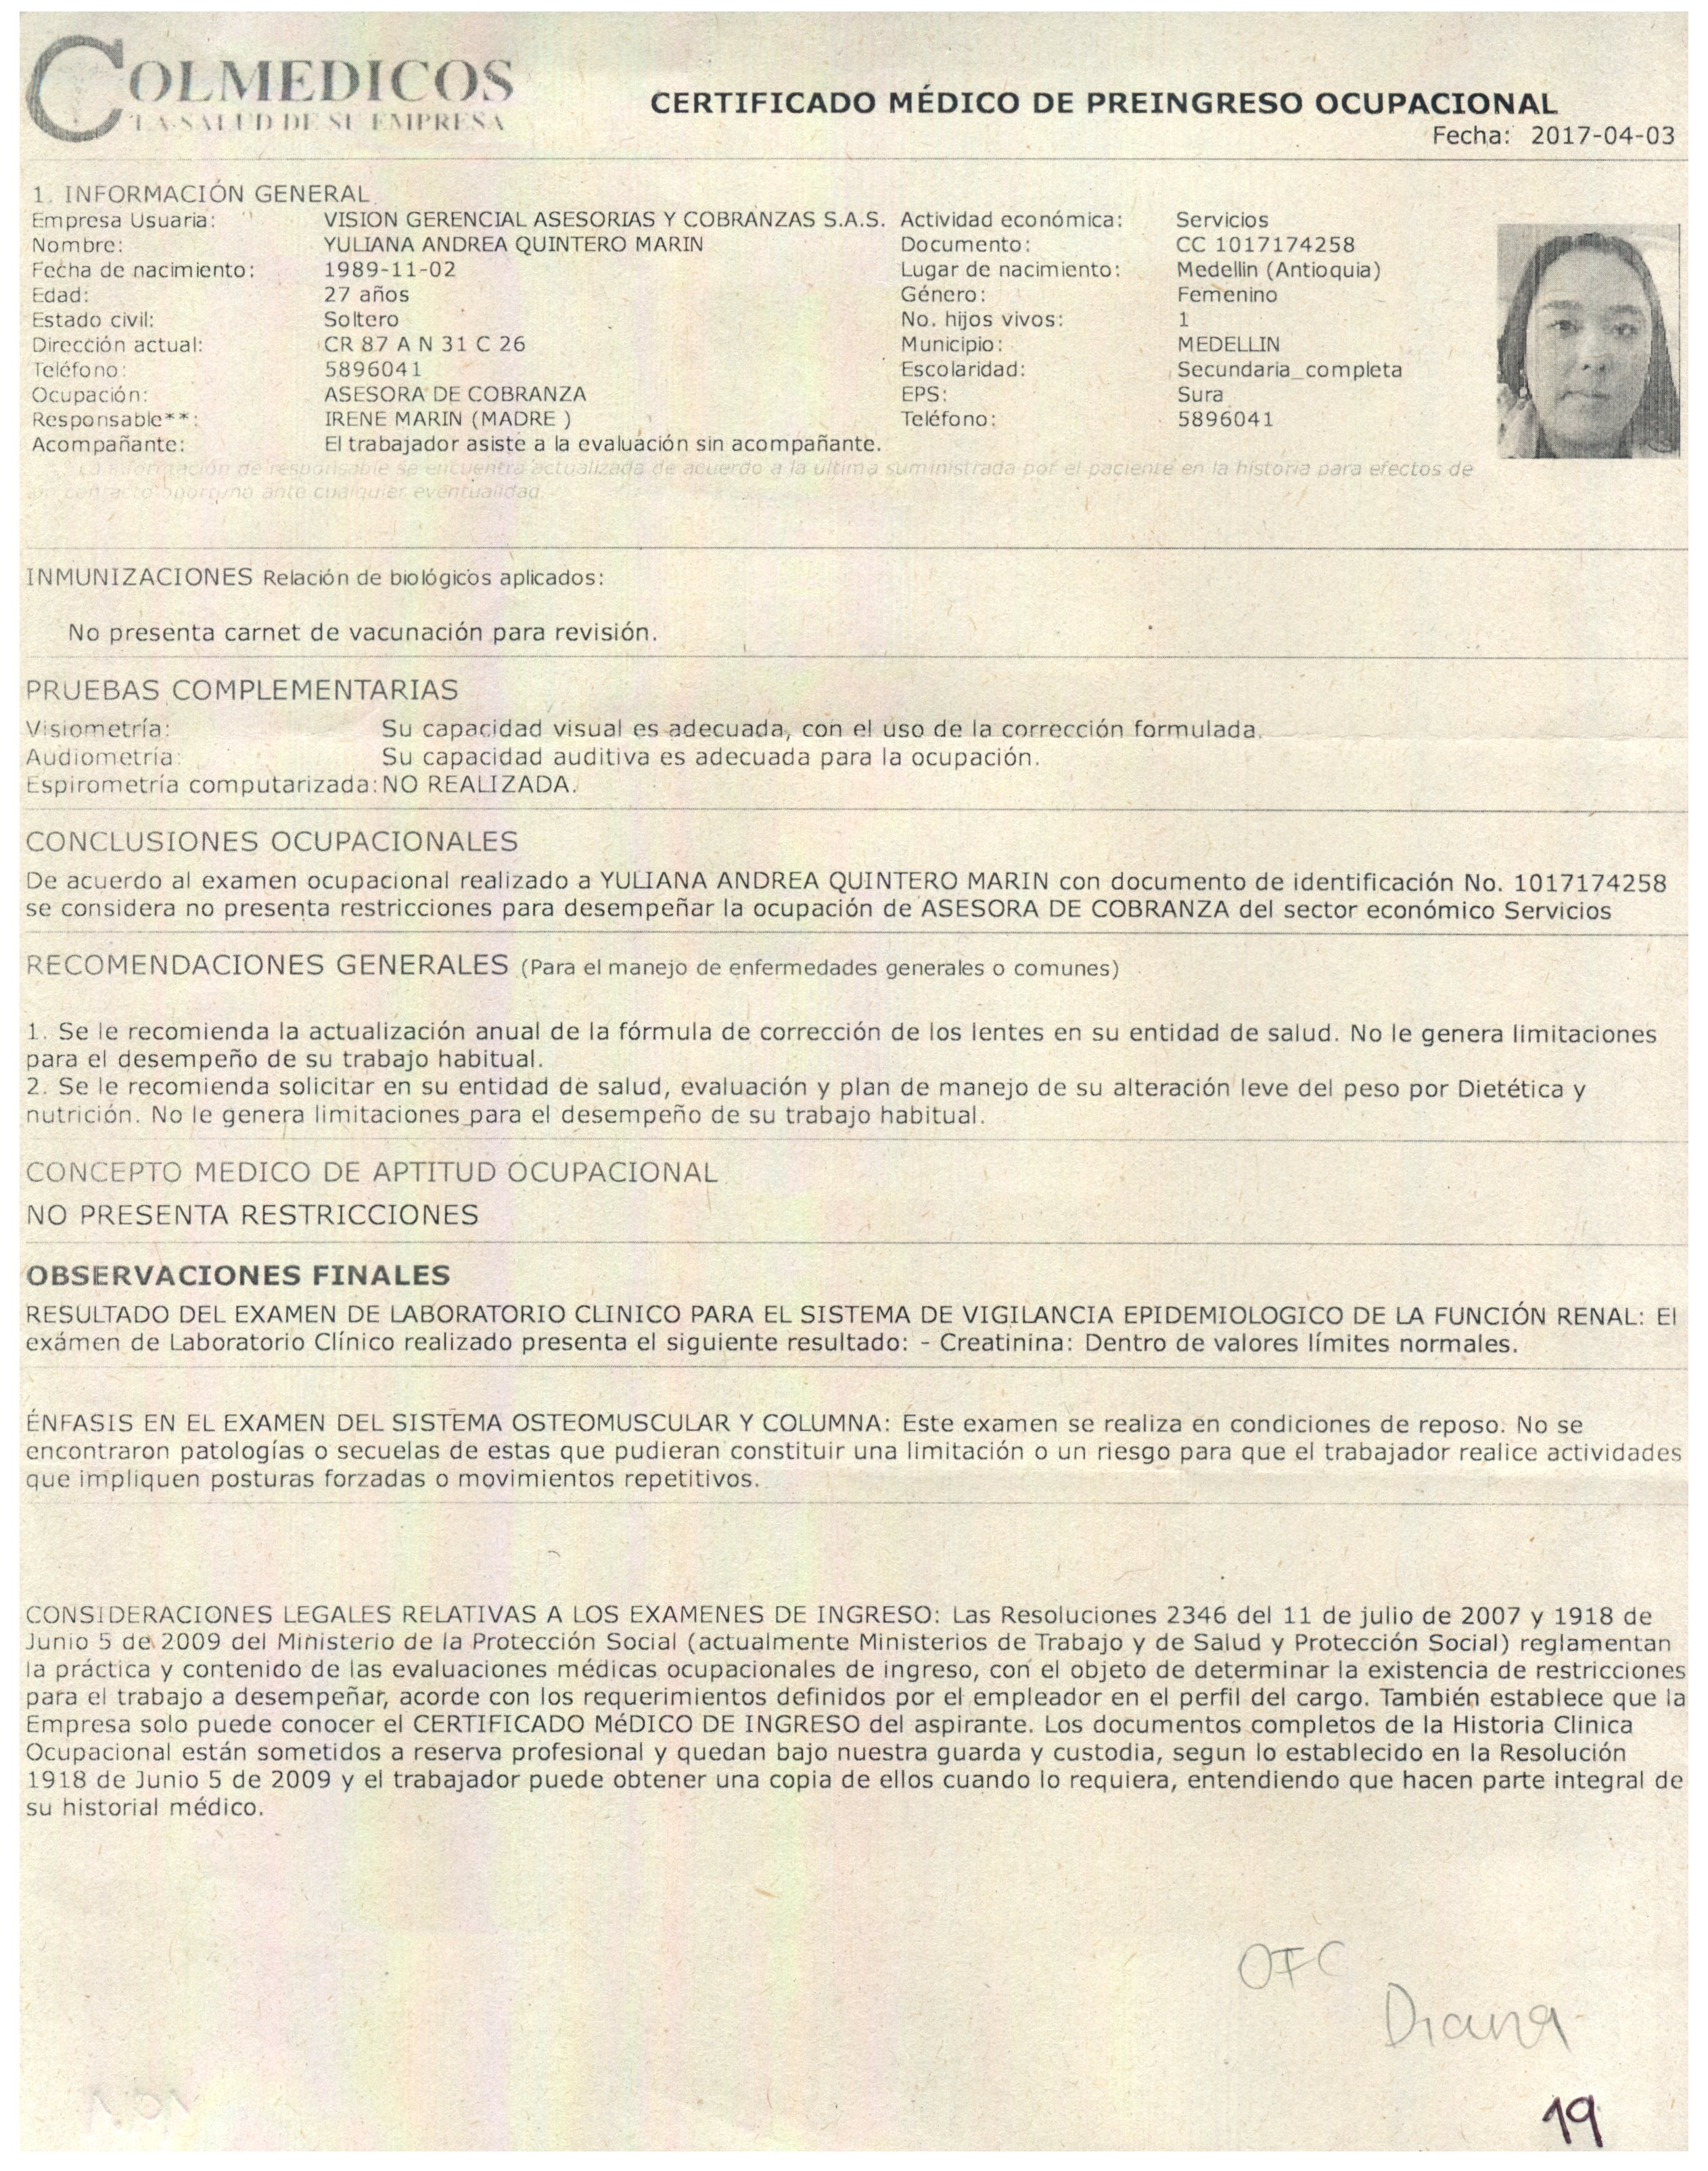 COLMEDICOS
LA SALUD DE SU EMPRESA
CERTIFICADO MÉDICO DE PREINGRESO OCUPACIONAL
Fecha: 2017-04-03
1. INFORMACIÓN GENERAL
Empresa Usuaria: VISION GERENCIAL ASESORIAS Y COBRANZAS S.A.S. Actividad económica: Servicios
Nombre: YULIANA ANDREA QUINTERO MARIN Documento: CC 1017174258
Fecha de nacimiento: 1989-11-02 Lugar de nacimiento: Medellin (Antioquia)
Edad: 27 años Género: Femenino
Estado civil: Soltero No. hijos vivos: 1
Dirección actual: CR 87 A N 31 C 26 Municipio: MEDELLIN
Teléfono: 5896041 Escolaridad: Secundaria_completa
Ocupación: ASESORA DE COBRANZA EPS: Sura
Responsable**: IRENE MARIN (MADRE ) Teléfono: 5896041
Acompañante: El trabajador asiste a la evaluación sin acompañante.
La información de responsable se encuentra actualizada de acuerdo a la ultima suministrada por el paciente en la historia para efectos de
un contacto oportuno ante cualquier eventualidad.
INMUNIZACIONES Relación de biológicos aplicados:
No presenta carnet de vacunación para revisión.
PRUEBAS COMPLEMENTARIAS
Visiometría: Su capacidad visual es adecuada, con el uso de la corrección formulada.
Audiometría: Su capacidad auditiva es adecuada para la ocupación.
Espirometría computarizada: NO REALIZADA.
CONCLUSIONES OCUPACIONALES
De acuerdo al examen ocupacional realizado a YULIANA ANDREA QUINTERO MARIN con documento de identificación No. 1017174258
se considera no presenta restricciones para desempeñar la ocupación de ASESORA DE COBRANZA del sector económico Servicios
RECOMENDACIONES GENERALES (Para el manejo de enfermedades generales o comunes)
1. Se le recomienda la actualización anual de la fórmula de corrección de los lentes en su entidad de salud. No le genera limitaciones
para el desempeño de su trabajo habitual.
2. Se le recomienda solicitar en su entidad de salud, evaluación y plan de manejo de su alteración leve del peso por Dietética y
nutrición. No le genera limitaciones para el desempeño de su trabajo habitual.
CONCEPTO MEDICO DE APTITUD OCUPACIONAL
NO PRESENTA RESTRICCIONES
OBSERVACIONES FINALES
RESULTADO DEL EXAMEN DE LABORATORIO CLINICO PARA EL SISTEMA DE VIGILANCIA EPIDEMIOLOGICO DE LA FUNCIÓN RENAL: El
exámen de Laboratorio Clínico realizado presenta el siguiente resultado: - Creatinina: Dentro de valores límites normales.
ÉNFASIS EN EL EXAMEN DEL SISTEMA OSTEOMUSCULAR Y COLUMNA: Este examen se realiza en condiciones de reposo. No se
encontraron patologías o secuelas de estas que pudieran constituir una limitación o un riesgo para que el trabajador realice actividades
que impliquen posturas forzadas o movimientos repetitivos.
CONSIDERACIONES LEGALES RELATIVAS A LOS EXAMENES DE INGRESO: Las Resoluciones 2346 del 11 de julio de 2007 y 1918 de
Junio 5 de 2009 del Ministerio de la Protección Social (actualmente Ministerios de Trabajo y de Salud y Protección Social) reglamentan
la práctica y contenido de las evaluaciones médicas ocupacionales de ingreso, con el objeto de determinar la existencia de restricciones
para el trabajo a desempeñar, acorde con los requerimientos definidos por el empleador en el perfil del cargo. También establece que la
Empresa solo puede conocer el CERTIFICADO MéDICO DE INGRESO del aspirante. Los documentos completos de la Historia Clinica
Ocupacional están sometidos a reserva profesional y quedan bajo nuestra guarda y custodia, segun lo establecido en la Resolución
1918 de Junio 5 de 2009 y el trabajador puede obtener una copia de ellos cuando lo requiera, entendiendo que hacen parte integral de
su historial médico.
OFC
Diana
19